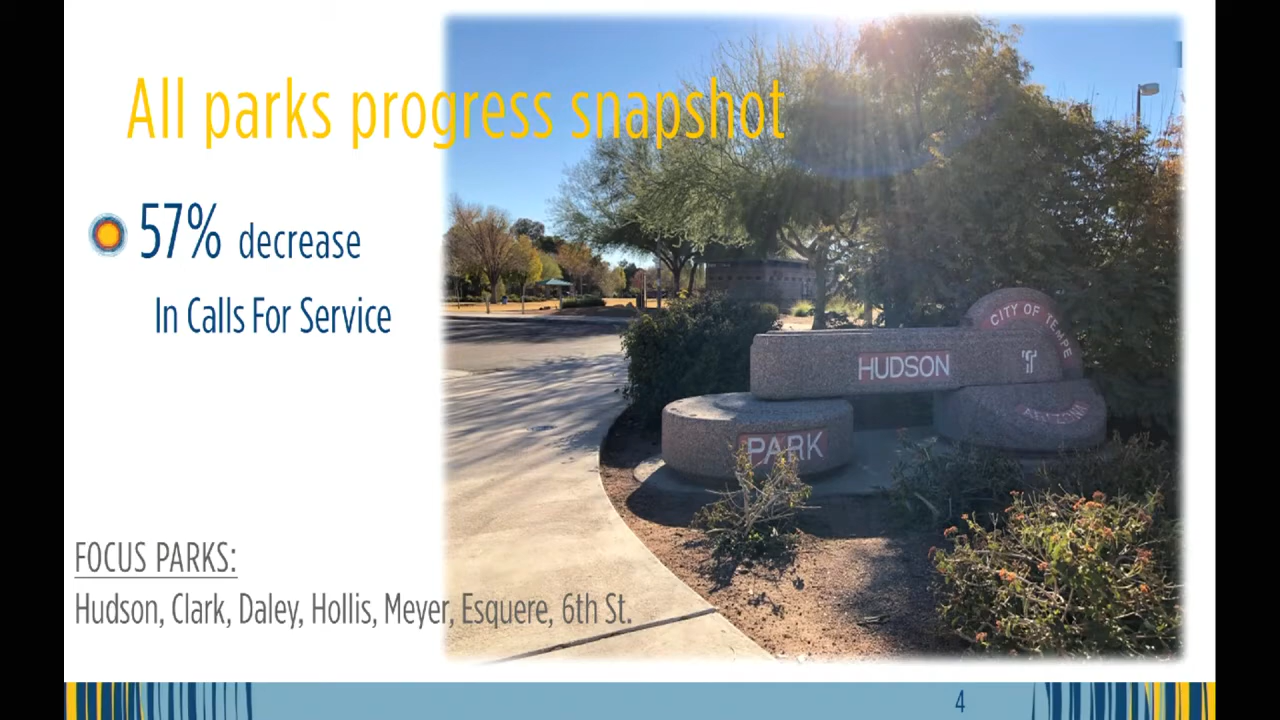 All parks progress snapshot
57% decrease
In Calls For Service
CITY OF TEMPE
HUDSON
ARIZONA
PARK
FOCUS PARKS:
Hudson, Clark, Daley, Hollis, Meyer, Esquere, 6th St.
4